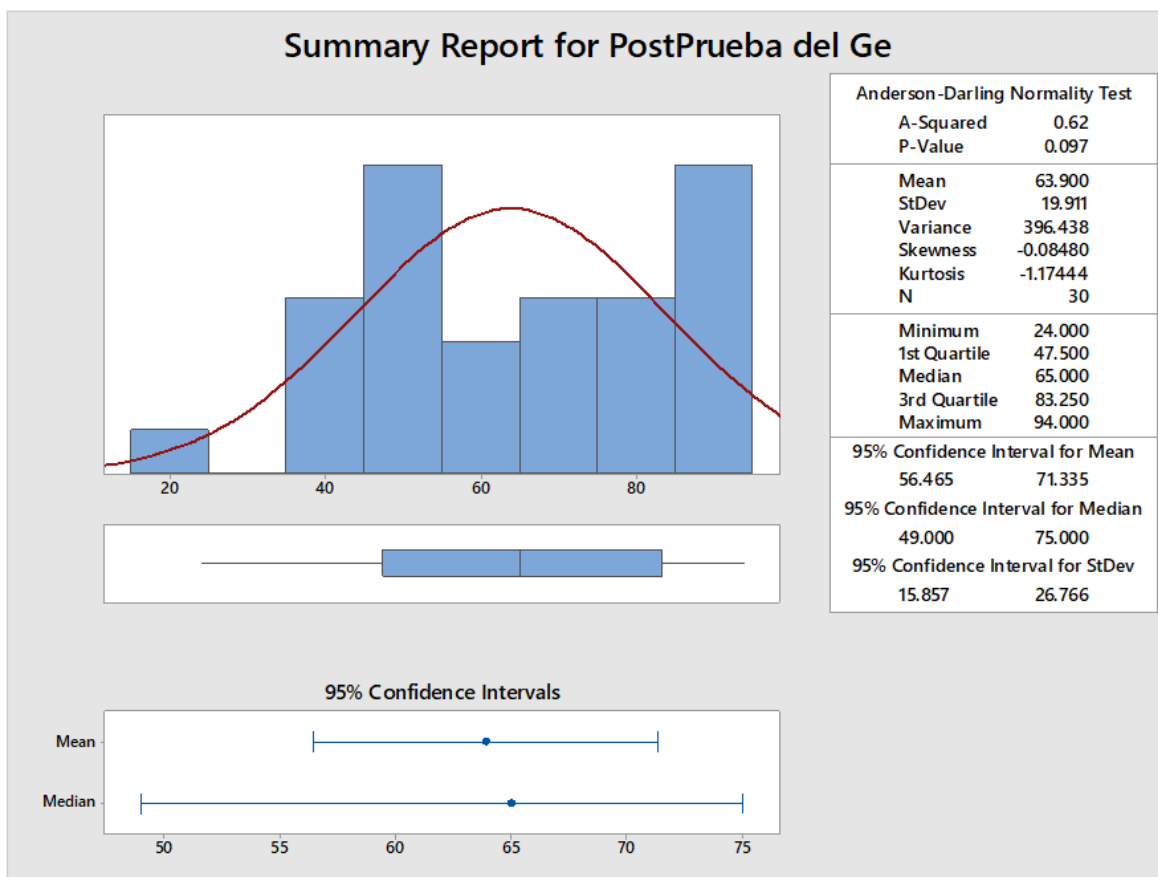 Summary Report for PostPrueba del Ge
Anderson-Darling Normality Test
A-Squared 0.62
P-Value 0.097
Mean 63.900
StDev 19.911
Variance 396.438
Skewness -0.08480
Kurtosis -1.17444
N 30
Minimum 24.000
1st Quartile 47.500
Median 65.000
3rd Quartile 83.250
Maximum 94.000
95% Confidence Interval for Mean
56.465 71.335
95% Confidence Interval for Median
49.000 75.000
95% Confidence Interval for StDev
15.857 26.766
20 40 60 80
95% Confidence Intervals
Mean
Median
50 55 60 65 70 75